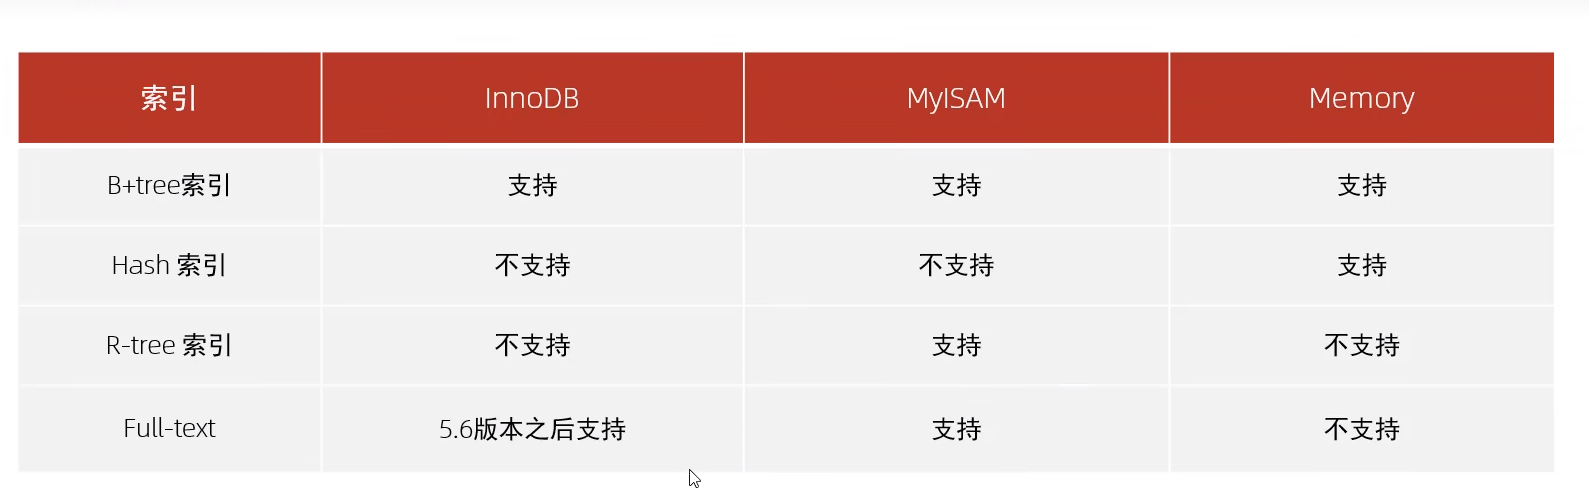 索引 InnoDB MyISAM Memory
B+tree索引 支持 支持 支持
Hash 索引 不支持 不支持 支持
R-tree 索引 不支持 支持 不支持
Full-text 5.6版本之后支持 支持 不支持